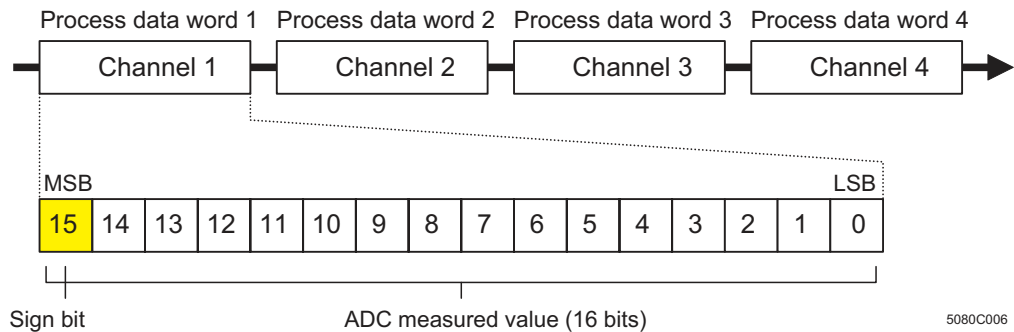 Process data word 1 Process data word 2 Process data word 3 Process data word 4
Channel 1 Channel 2 Channel 3 Channel 4
MSB LSB
15 14 13 12 11 10 9 8 7 6 5 4 3 2 1 0
Sign bit ADC measured value (16 bits) 5080C006